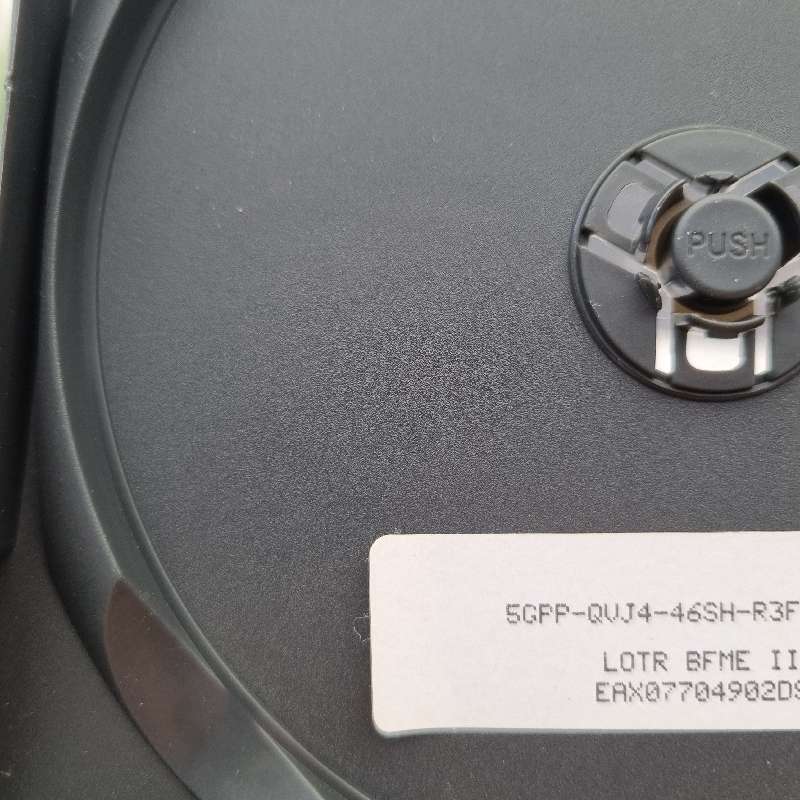 PUSH
5GPP-QVJ4-46SH-R3F
LOTR BFME II
EAX07704902DS